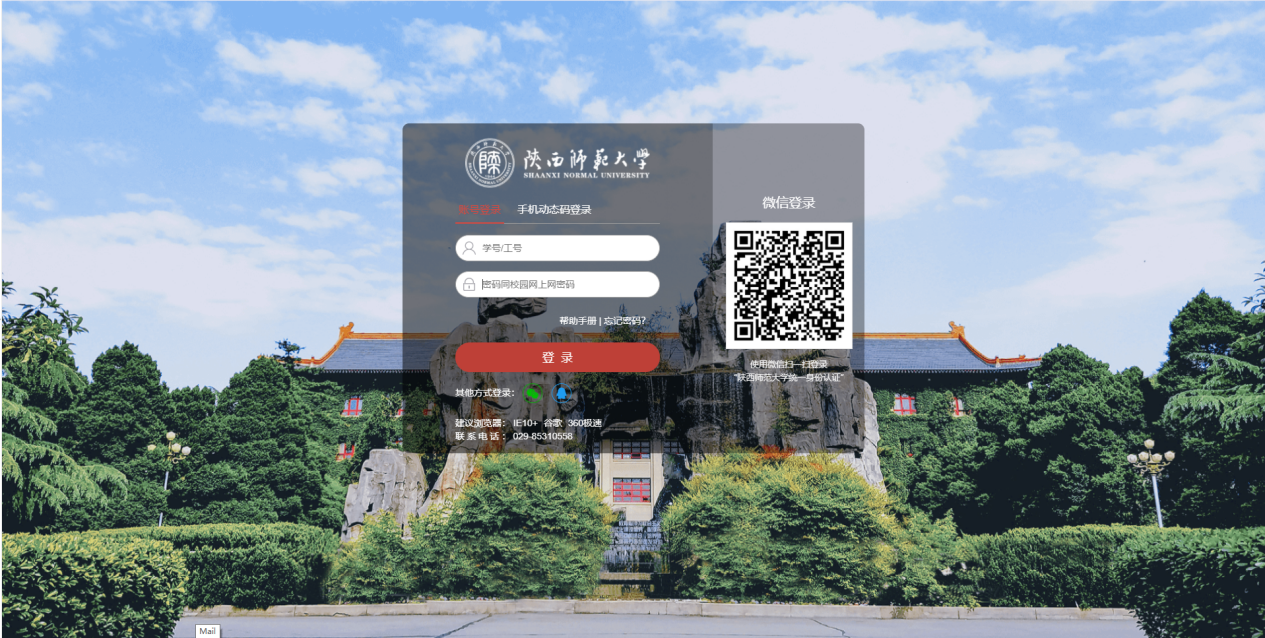 陕西师范大学
SHAANXI NORMAL UNIVERSITY
手机动态码登录
学号/工号
密码同校园网上网密码
帮助手册 | 忘记密码?
登 录
其他方式登录:
建议浏览器: IE10+ 谷歌 360极速
联 系 电 话 : 029-85310558
微信登录
使用微信扫一扫登录
"陕西师范大学统一身份认证"
Mail